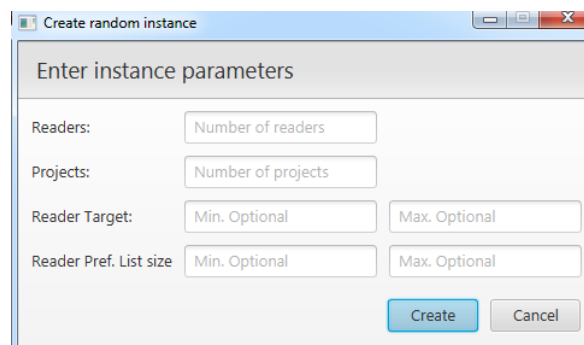 Create random instance
Enter instance parameters
Readers: Number of readers
Projects: Number of projects
Reader Target: Min. Optional Max. Optional
Reader Pref. List size Min. Optional Max. Optional
Create Cancel